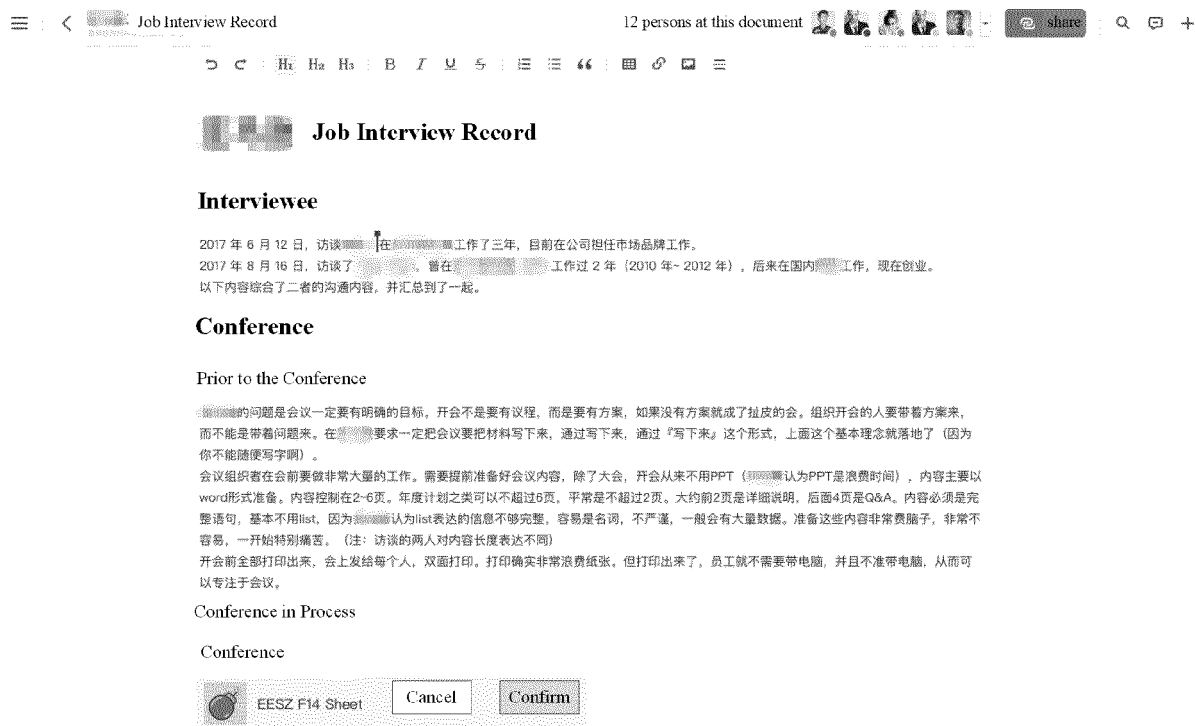 Job Interview Record
12 persons at this document
share
H1 H2 H3 B I U S
Job Interview Record
Interviewee
2017 年 6 月 12 日，访谈 在 工作了三年，目前在公司担任市场品牌工作。
2017 年 8 月 16 日，访谈了 ，曾在 工作过 2 年（2010 年~ 2012 年），后来在国内 工作，现在创业。
以下内容综合了二者的沟通内容，并汇总到了一起。
Conference
Prior to the Conference
的问题是会议一定要有明确的目标，开会不是要有议程，而是要有方案，如果没有方案就成了扯皮的会。组织开会的人要带着方案来，
而不能是带着问题来。在 要求一定把会议要把材料写下来，通过写下来，通过『写下来』这个形式，上面这个基本理念就落地了（因为
你不能随便写字啊）。
会议组织者在会前要做非常大量的工作。需要提前准备好会议内容，除了大会，开会从来不用PPT（ 认为PPT是浪费时间），内容主要以
word形式准备。内容控制在2~6页。年度计划之类可以不超过6页，平常是不超过2页。大约前2页是详细说明，后面4页是Q&A。内容必须是完
整语句，基本不用list，因为 认为list表达的信息不够完整，容易是名词，不严谨，一般会有大量数据。准备这些内容非常费脑子，非常不
容易，一开始特别痛苦。（注：访谈的两人对内容长度表达不同）
开会前全部打印出来，会上发给每个人，双面打印。打印确实非常浪费纸张。但打印出来了，员工就不需要带电脑，并且不准带电脑，从而可
以专注于会议。
Conference in Process
Conference
EESZ F14 Sheet
Cancel
Confirm